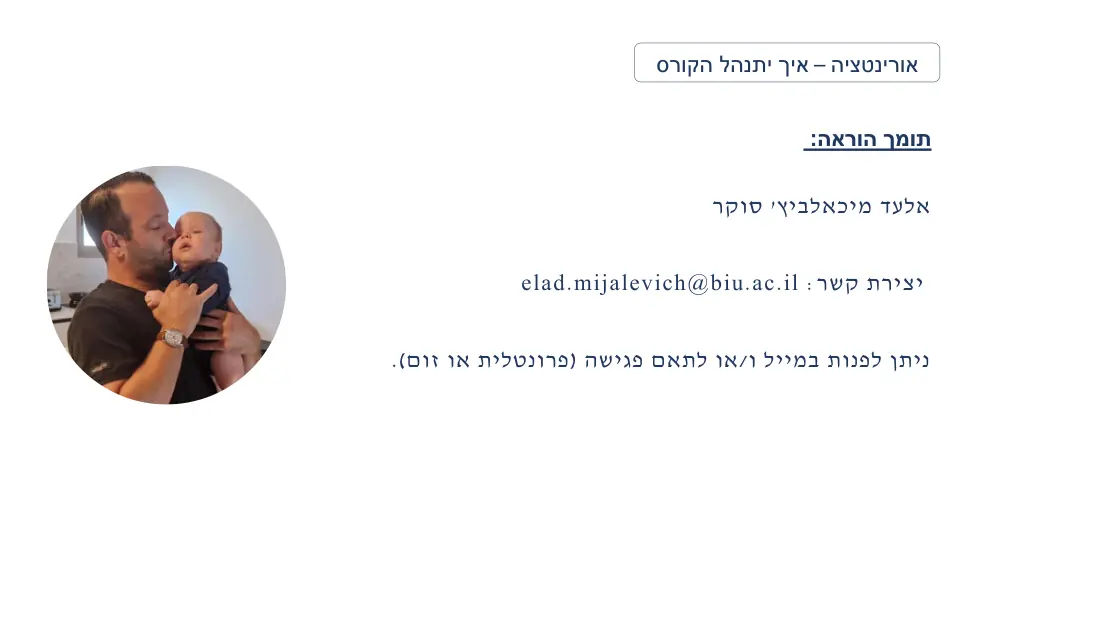 אורינטציה – איך יתנהל הקורס
תומך הוראה:
אלעד מיכאלביץ' סוקר
יצירת קשר: elad.mijalevich@biu.ac.il
ניתן לפנות במייל ו/או לתאם פגישה (פרונטלית או זום).